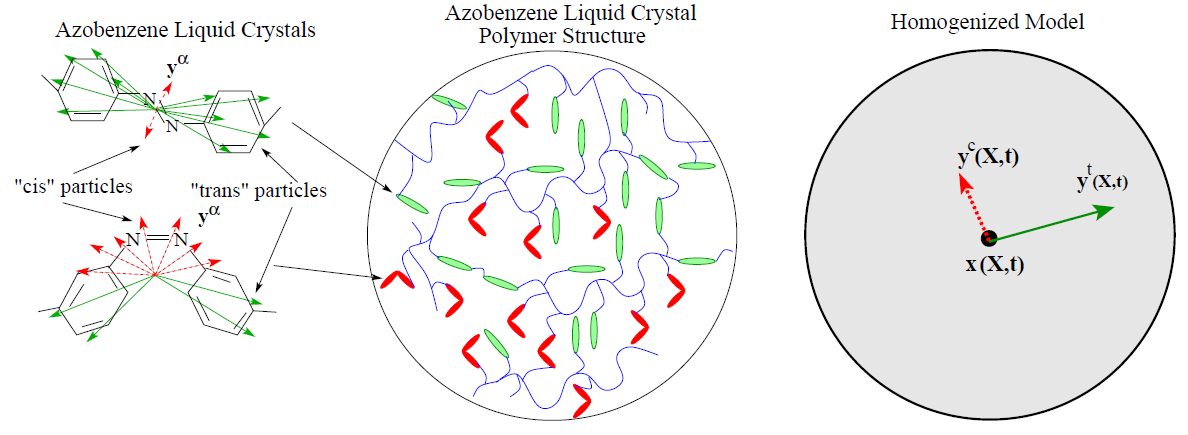 Azobenzene Liquid Crystals
y^α
N
N
"cis" particles
"trans" particles
y^α
N
N
Azobenzene Liquid Crystal
Polymer Structure
Homogenized Model
y^c(X,t)
y^t(X,t)
x(X,t)